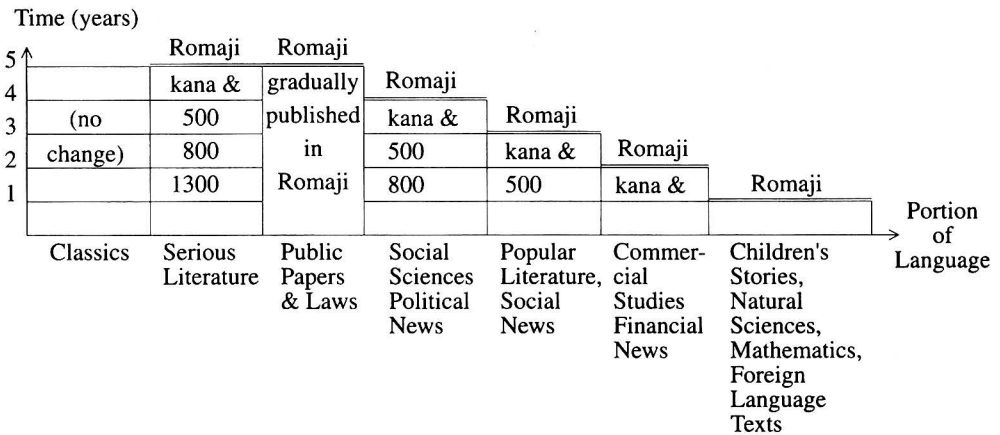 Time (years)
Romaji Romaji
5
kana & gradually Romaji
4
500 published kana & Romaji
3 (no
800 in 500 kana & Romaji
2 change)
1300 Romaji 800 500 kana & Romaji
1
Portion
of
Language
Classics Serious Public Social Popular Commer- Children's
Literature Papers Sciences Literature, cial Stories,
& Laws Political Social Studies Natural
News News Financial Sciences,
News Mathematics,
Foreign
Language
Texts